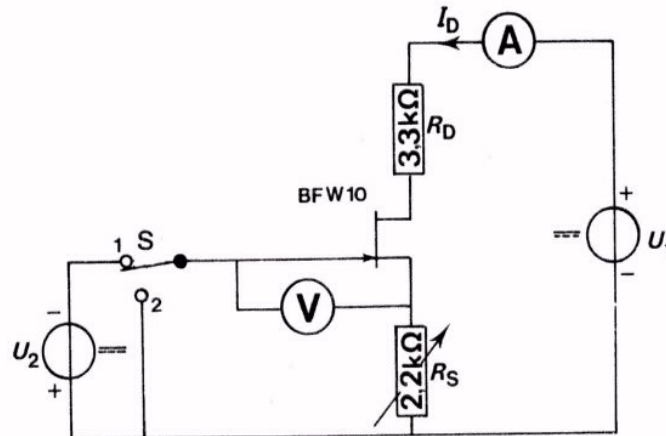 I_D
A
3,3kΩ
R_D
BFW10
+
1
S
U
-
2
V
-
U_2
+
2,2kΩ
R_S